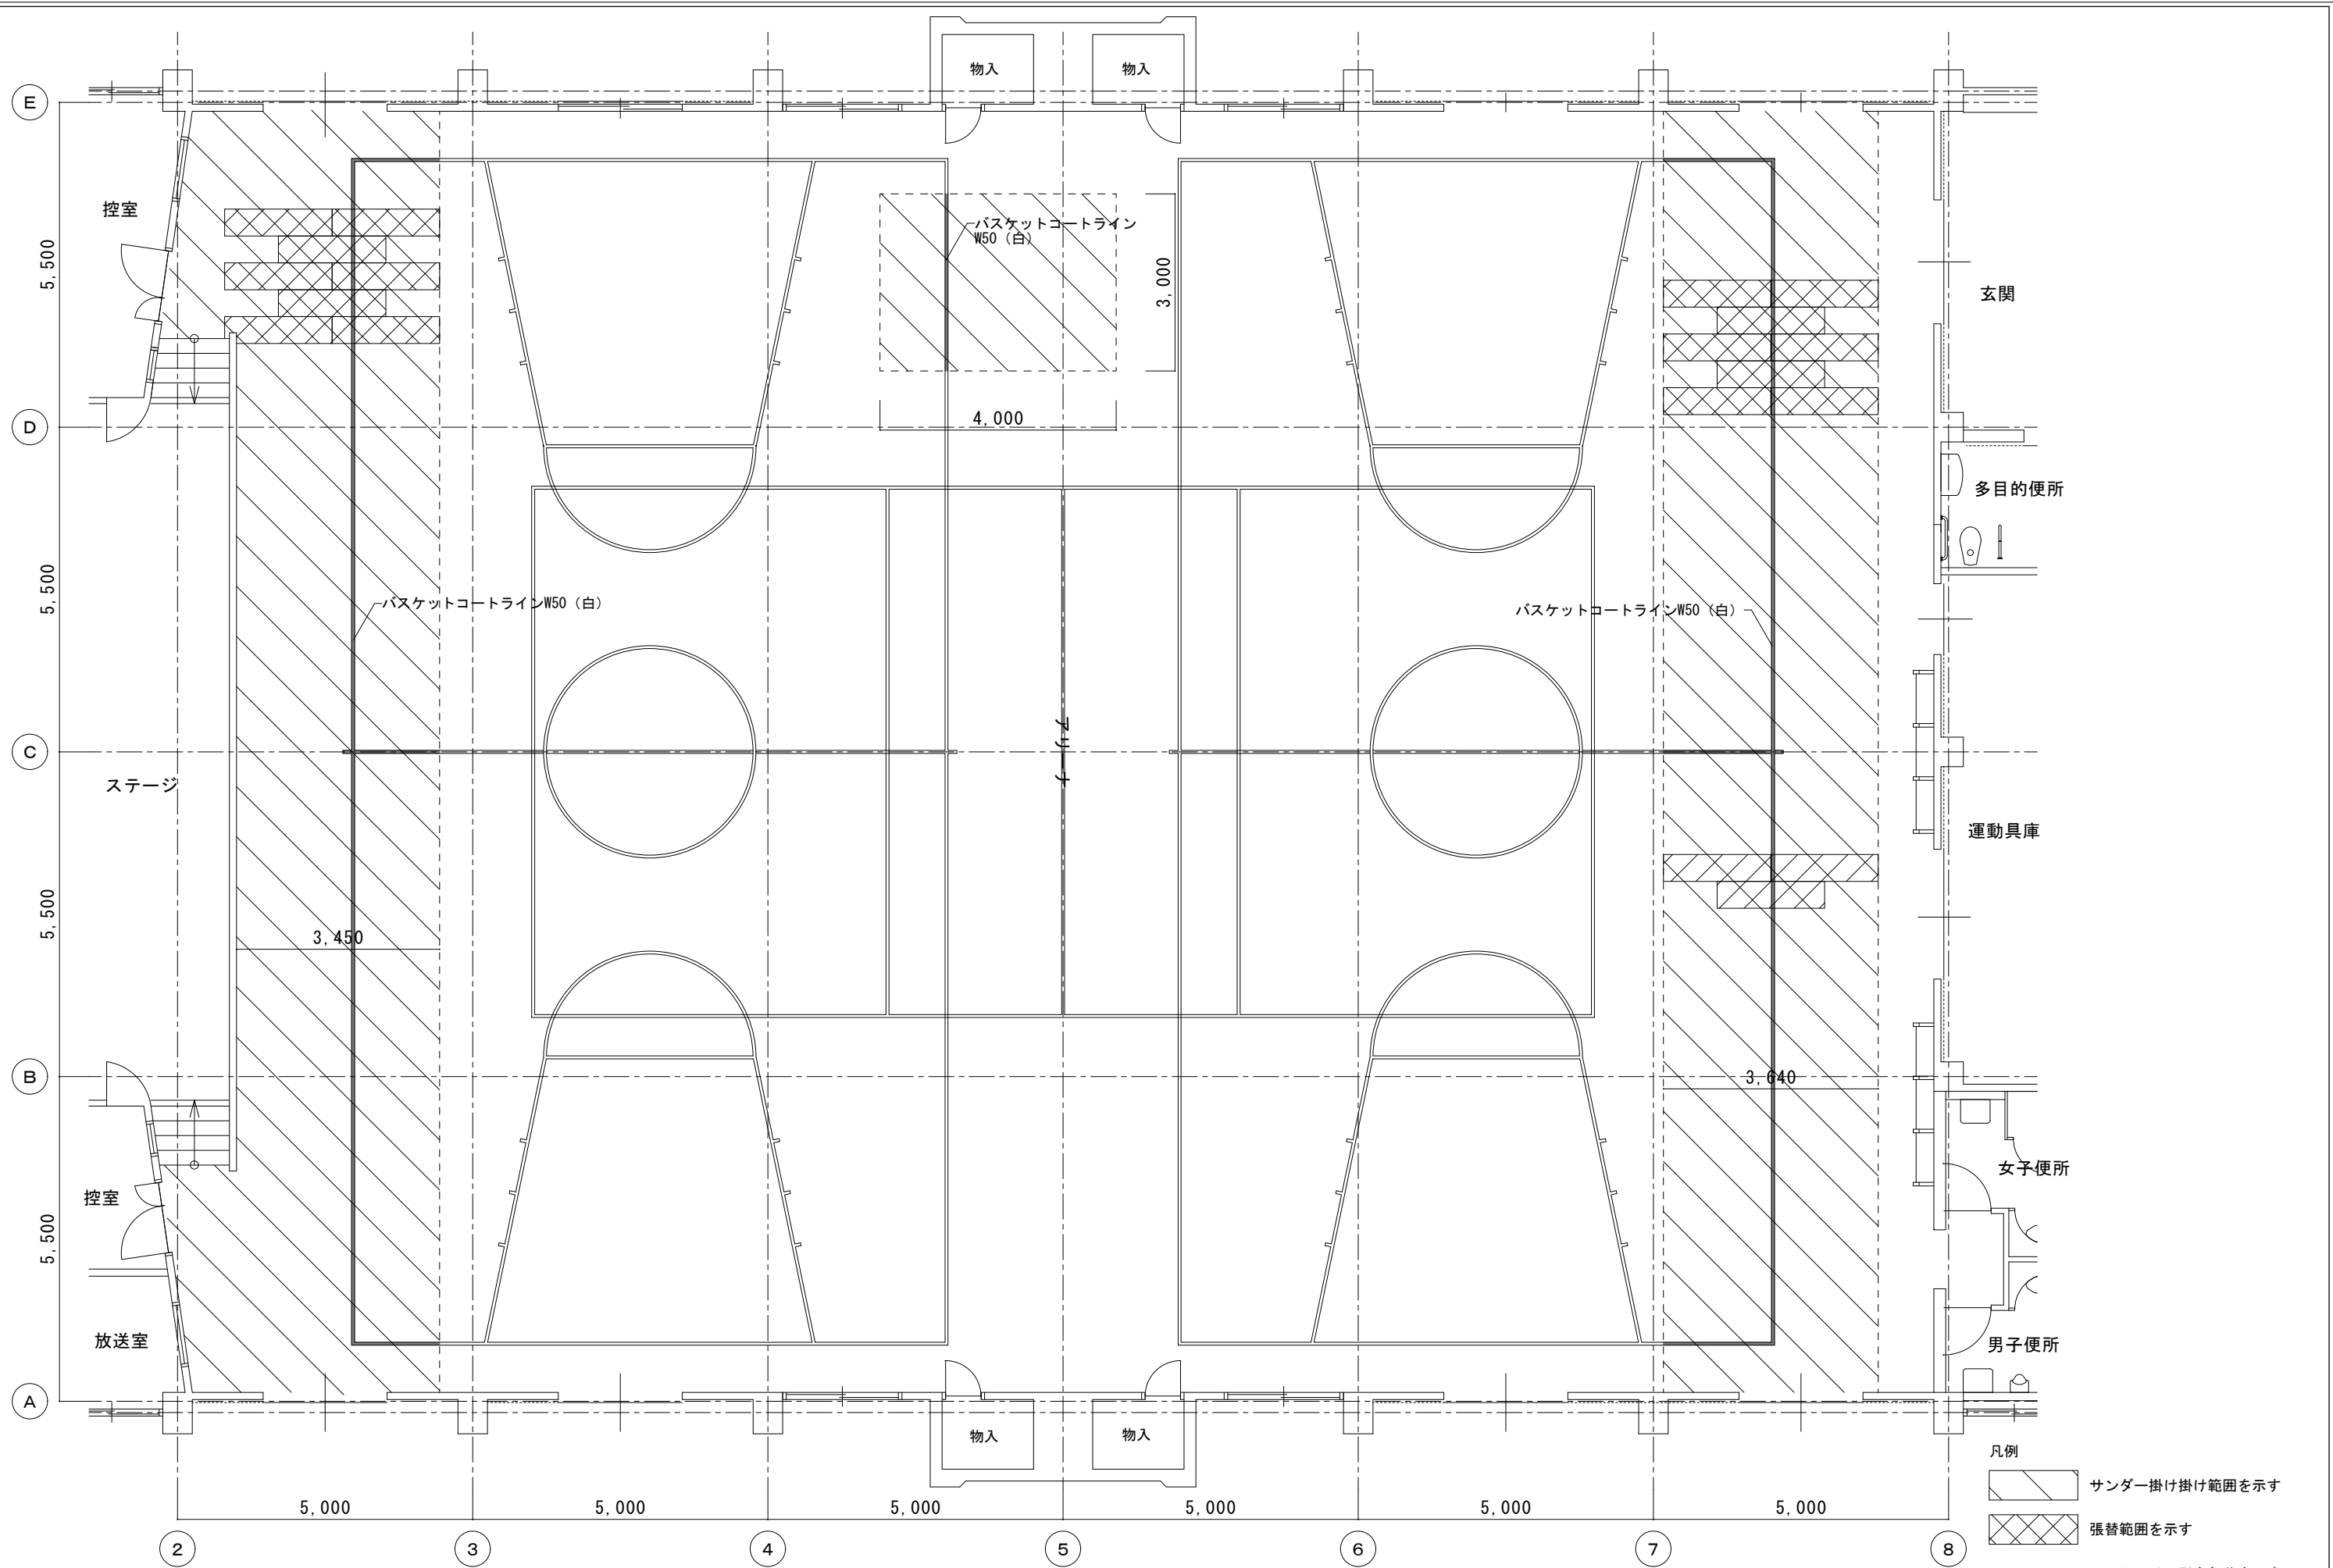 物入
物入
E
控室
5,500
バスケットコートライン
W50（白）
3,000
玄関
4,000
D
多目的便所
5,500
バスケットコートラインW50（白）
バスケットコートラインW50（白）
C
アリーナ
ステージ
運動具庫
5,500
3,450
B
3,640
控室
女子便所
5,500
放送室
男子便所
A
物入
物入
凡例
サンダー掛け掛け範囲を示す
張替範囲を示す
5,000
5,000
5,000
5,000
5,000
5,000
2
3
4
5
6
7
8